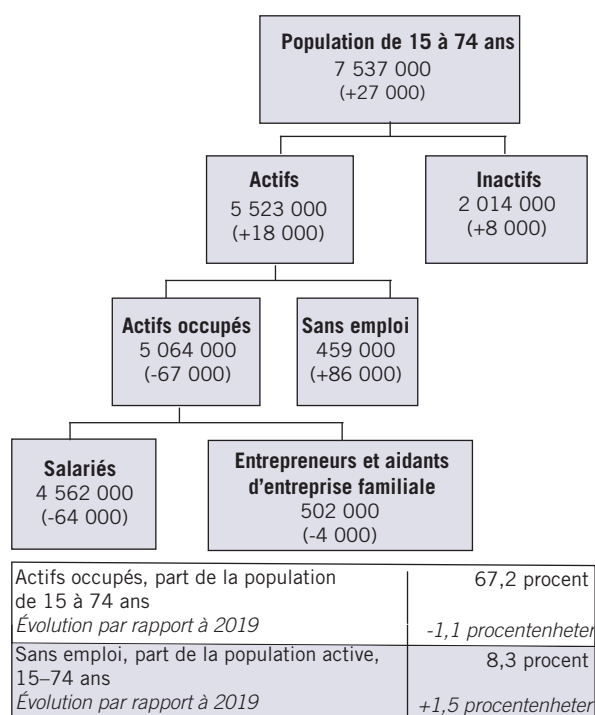 Population de 15 à 74 ans
7 537 000
(+27 000)
Actifs
5 523 000
(+18 000)
Inactifs
2 014 000
(+8 000)
Actifs occupés
5 064 000
(-67 000)
Sans emploi
459 000
(+86 000)
Salariés
4 562 000
(-64 000)
Entrepreneurs et aidants
d'entreprise familiale
502 000
(-4 000)
Actifs occupés, part de la population
de 15 à 74 ans
Évolution par rapport à 2019
67,2 procent
-1,1 procentenheter
Sans emploi, part de la population active,
15–74 ans
Évolution par rapport à 2019
8,3 procent
+1,5 procentenheter